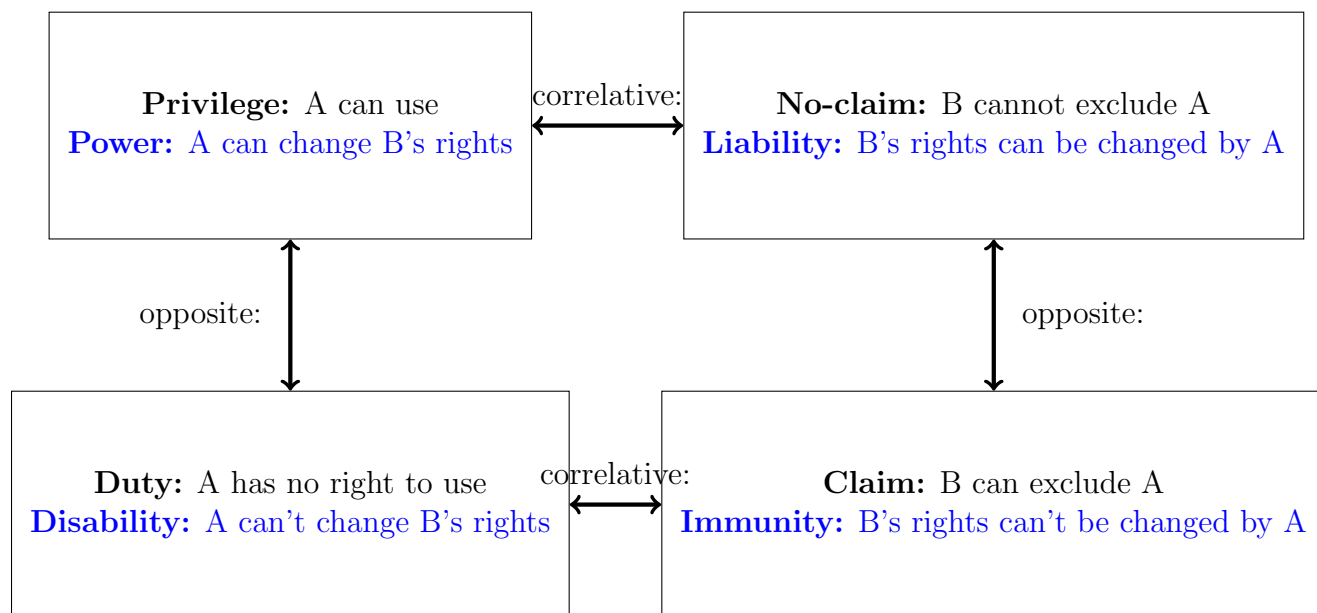 Privilege: A can use
Power: A can change B's rights
correlative:
No-claim: B cannot exclude A
Liability: B's rights can be changed by A
opposite:
opposite:
Duty: A has no right to use
Disability: A can't change B's rights
correlative:
Claim: B can exclude A
Immunity: B's rights can't be changed by A